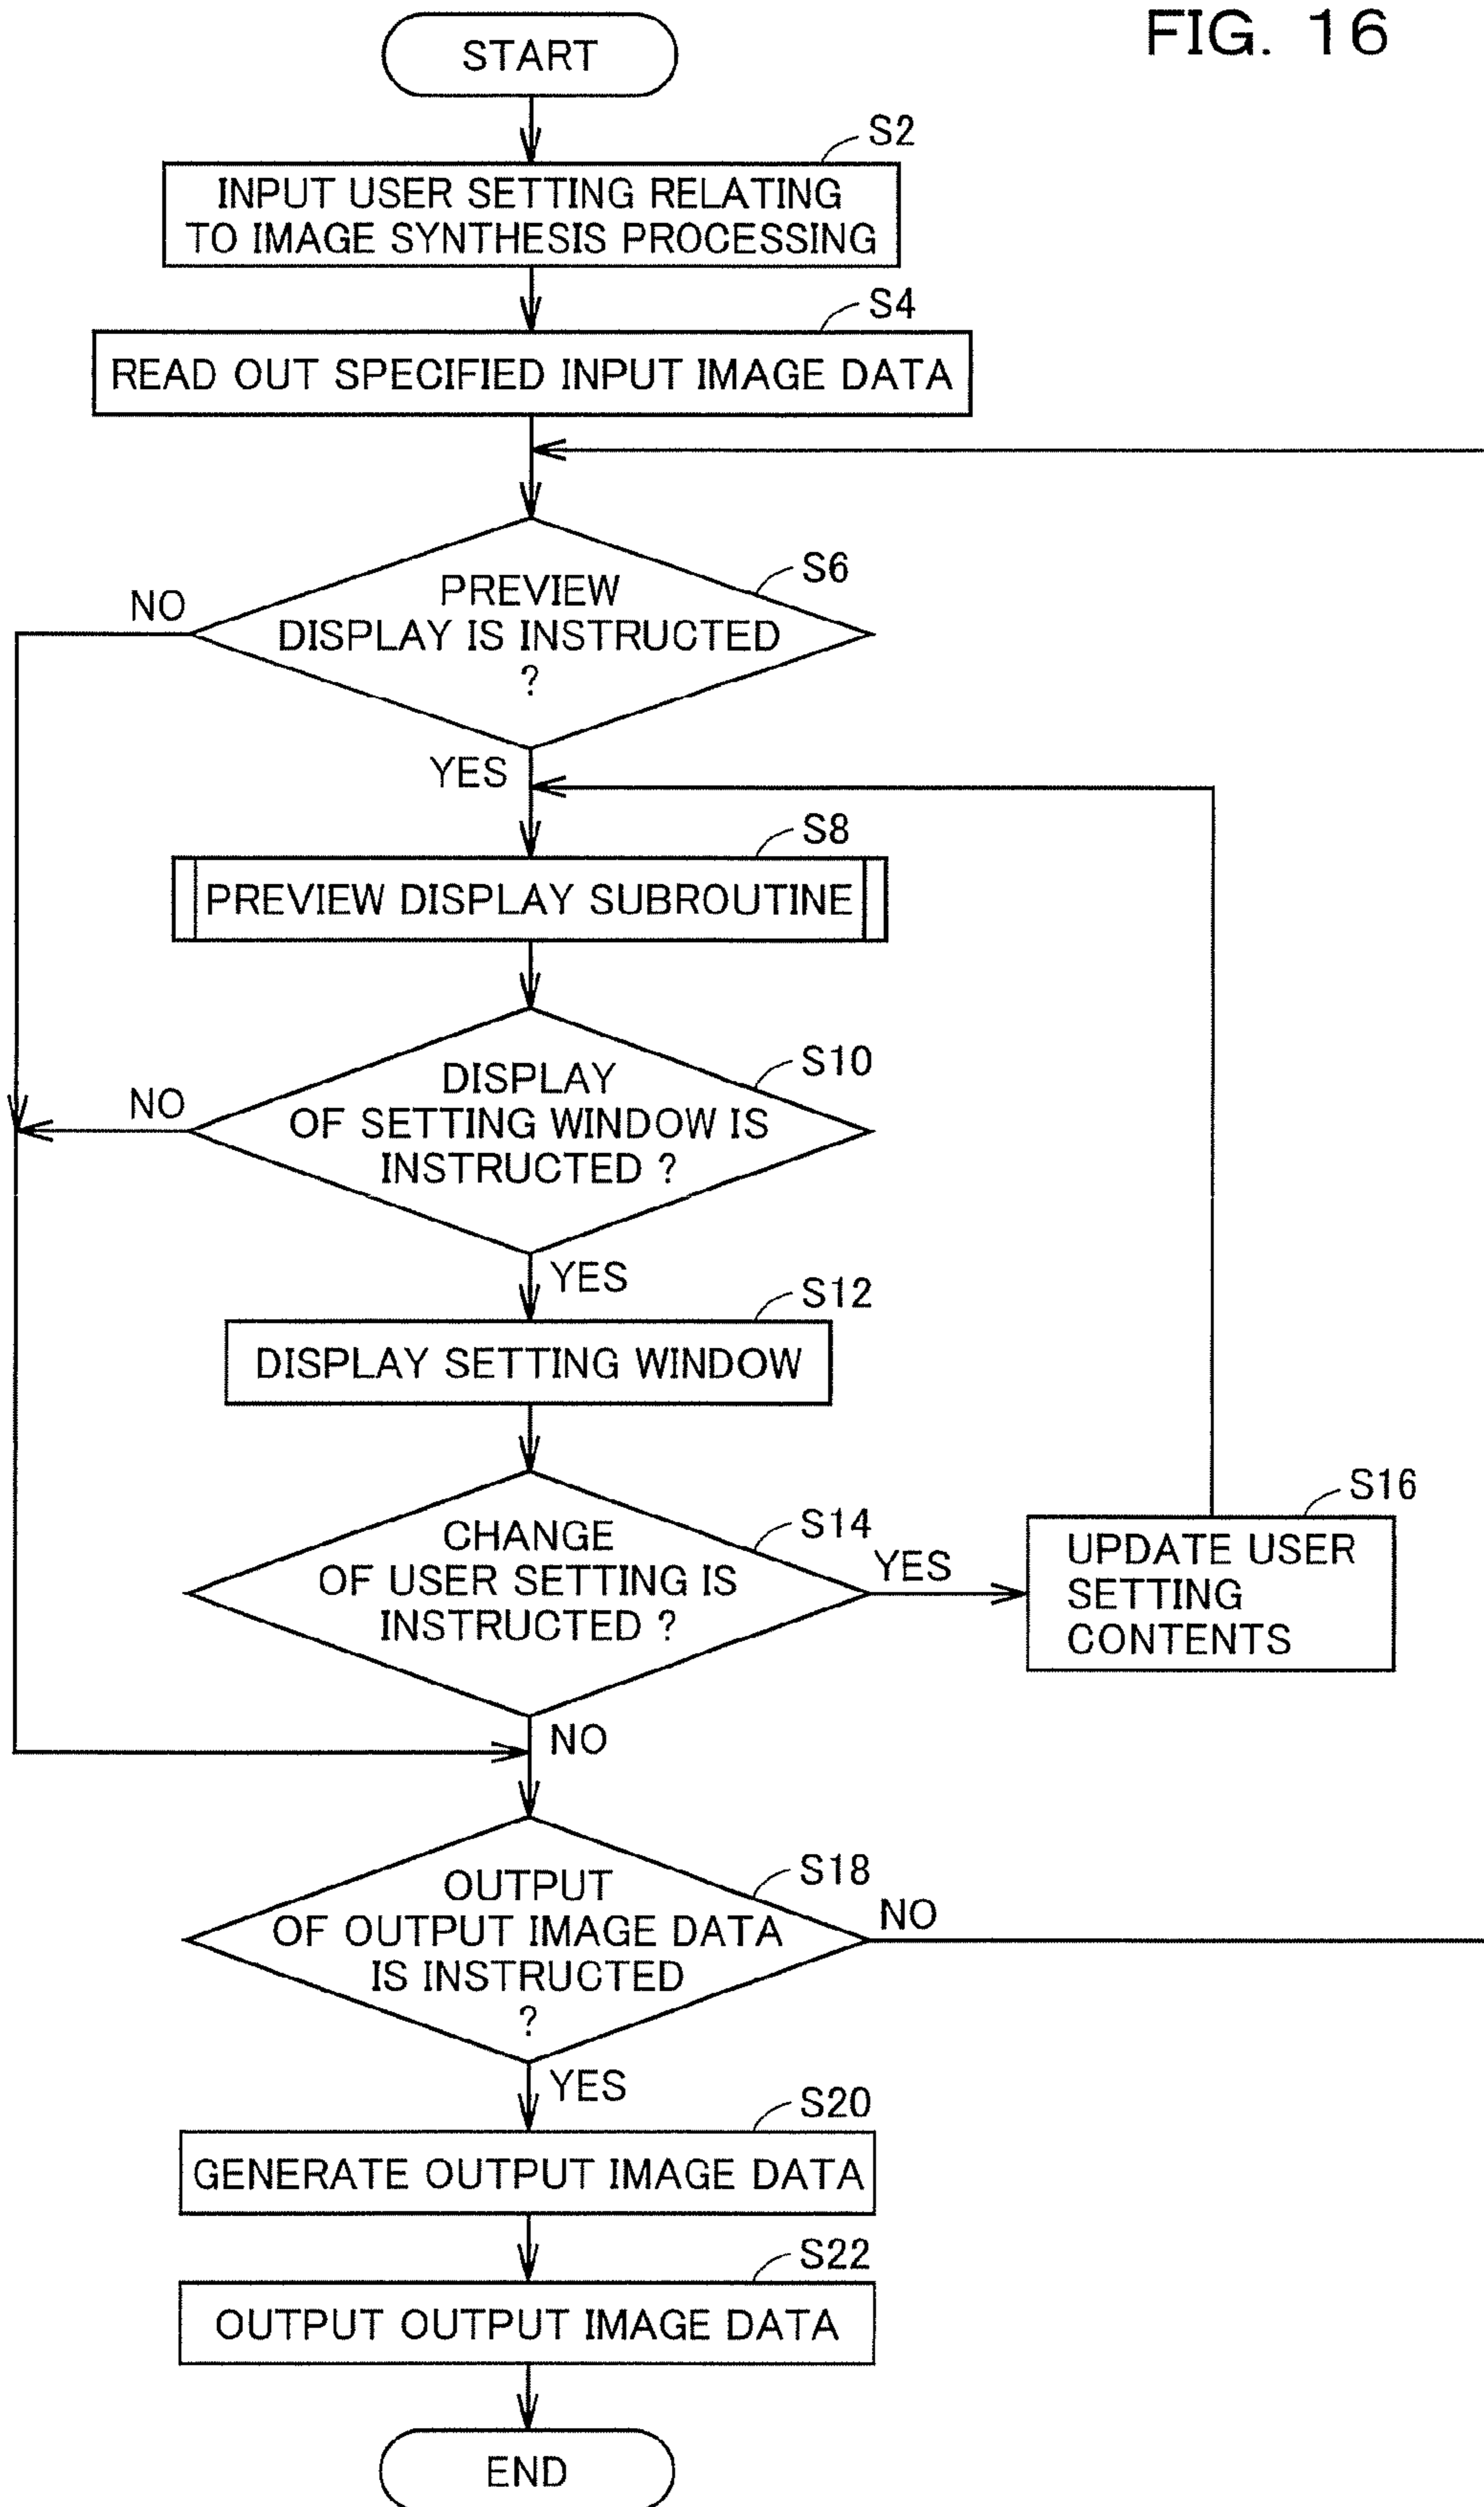 FIG. 16
START
S2
INPUT USER SETTING RELATING
TO IMAGE SYNTHESIS PROCESSING
S4
READ OUT SPECIFIED INPUT IMAGE DATA
S6
PREVIEW
DISPLAY IS INSTRUCTED
?
NO
YES
S8
PREVIEW DISPLAY SUBROUTINE
S10
DISPLAY
OF SETTING WINDOW IS
INSTRUCTED ?
NO
YES
S12
DISPLAY SETTING WINDOW
S14
CHANGE
OF USER SETTING IS
INSTRUCTED ?
YES
S16
UPDATE USER
SETTING
CONTENTS
NO
S18
OUTPUT
OF OUTPUT IMAGE DATA
IS INSTRUCTED
?
NO
YES
S20
GENERATE OUTPUT IMAGE DATA
S22
OUTPUT OUTPUT IMAGE DATA
END